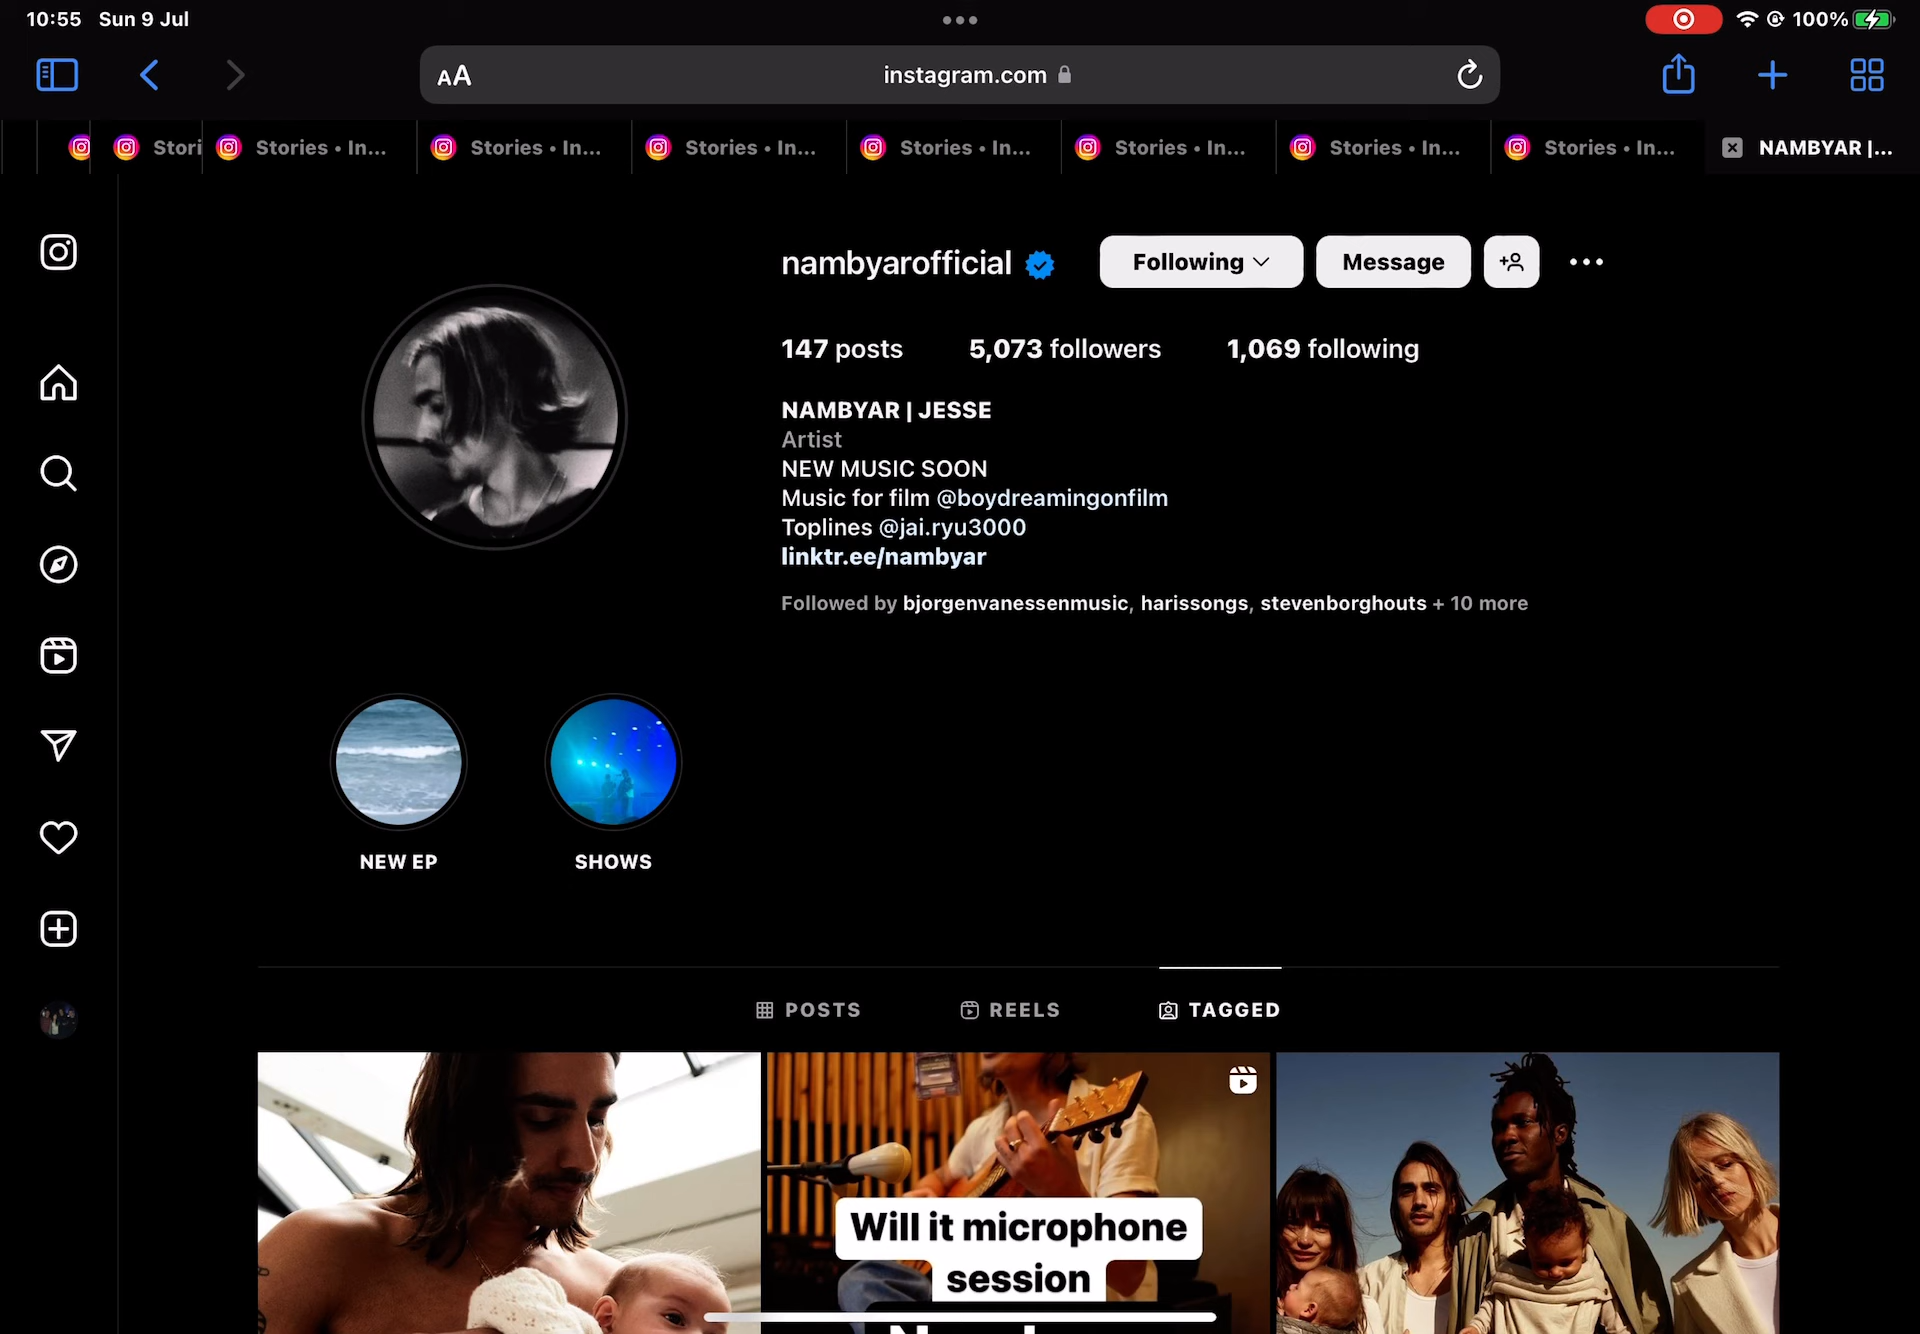 10:55 Sun 9 Jul
100%
AA
instagram.com
Stori
Stories • In...
Stories • In...
Stories • In...
Stories • In...
Stories • In...
Stories • In...
Stories • In...
NAMBYAR |...
nambyarofficial
Following
Message
147 posts
5,073 followers
1,069 following
NAMBYAR | JESSE
Artist
NEW MUSIC SOON
Music for film @boydreamingonfilm
Toplines @jai.ryu3000
linktr.ee/nambyar
Followed by bjorgenvanessenmusic, harissongs, stevenborghouts + 10 more
NEW EP
SHOWS
POSTS
REELS
TAGGED
Will it microphone
session